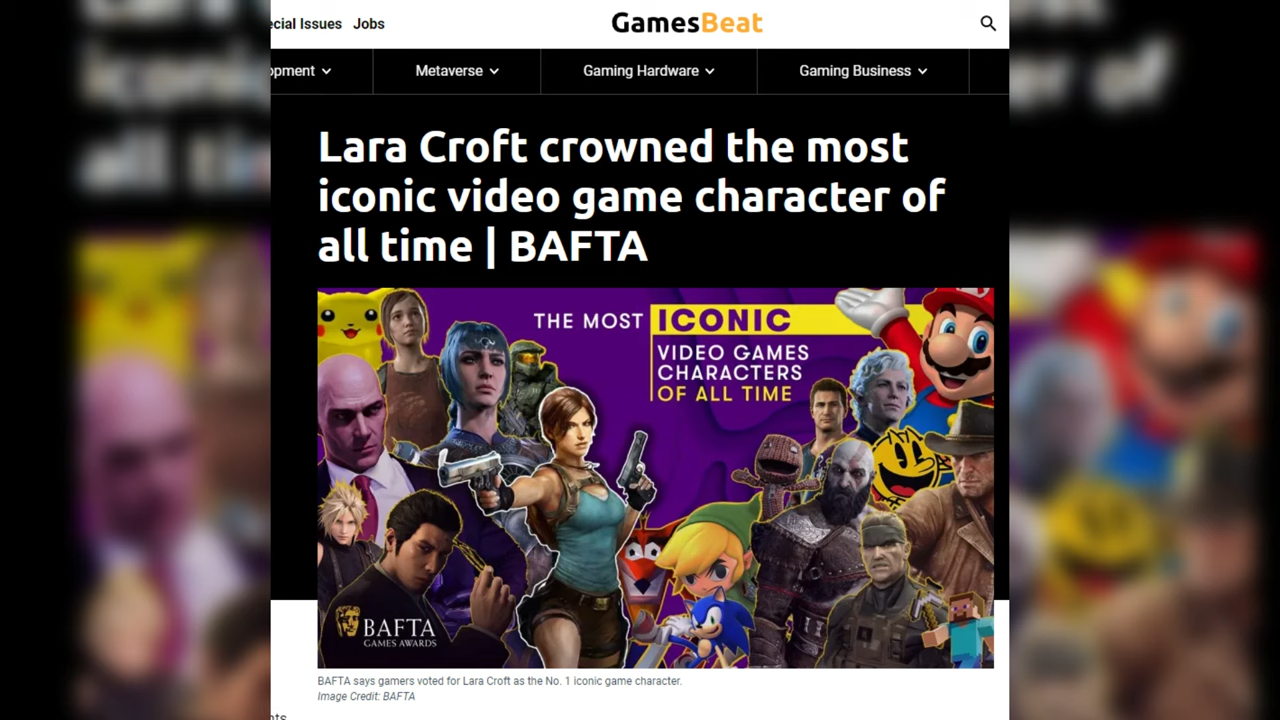 ecial Issues Jobs
GamesBeat
opment
Metaverse
Gaming Hardware
Gaming Business
Lara Croft crowned the most
iconic video game character of
all time | BAFTA
THE MOST ICONIC
VIDEO GAMES
CHARACTERS
OF ALL TIME
BAFTA
GAMES AWARDS
BAFTA says gamers voted for Lara Croft as the No. 1 iconic game character.
Image Credit: BAFTA